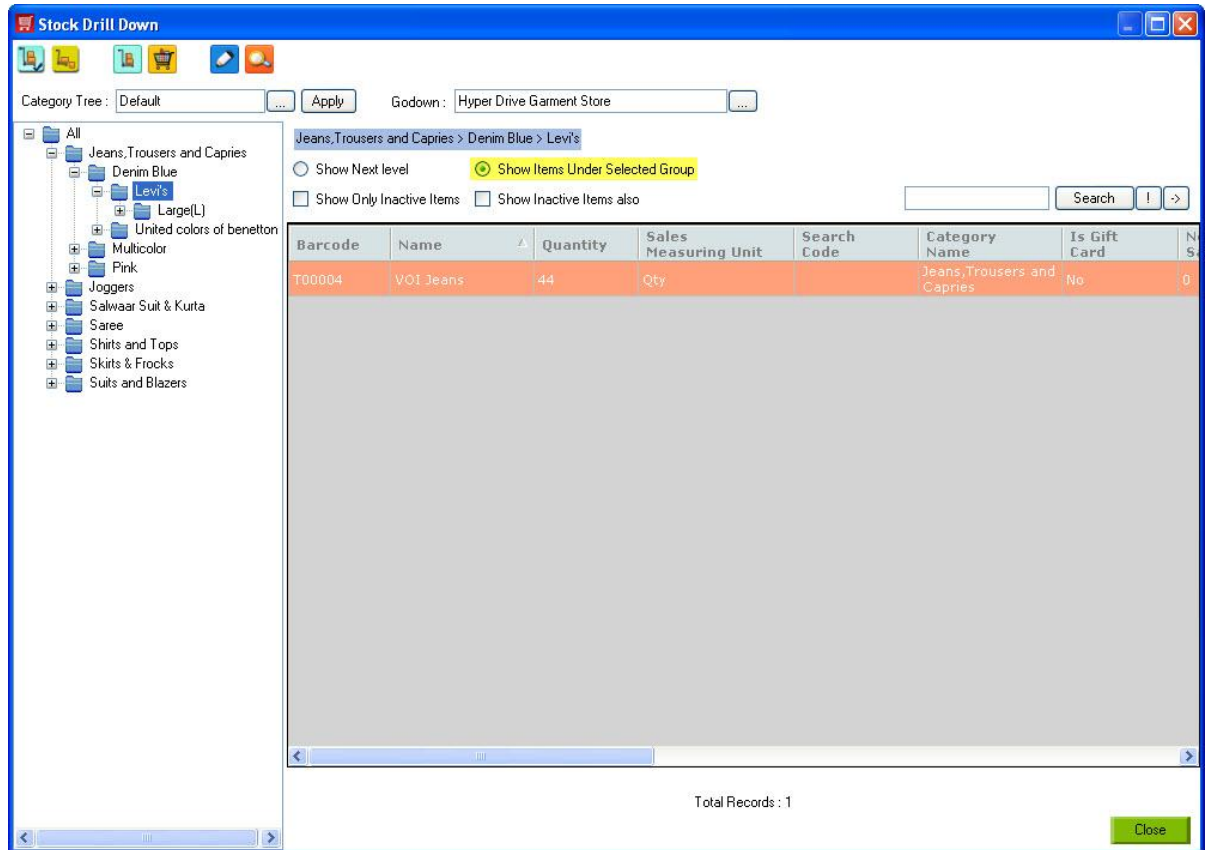 Stock Drill Down
Category Tree : Default ... Apply Godown : Hyper Drive Garment Store ...
All
Jeans,Trousers and Capries
Denim Blue
Levi's
Large(L)
United colors of benetton
Multicolor
Pink
Joggers
Salwaar Suit & Kurta
Saree
Shirts and Tops
Skirts & Frocks
Suits and Blazers
Jeans,Trousers and Capries > Denim Blue > Levi's
Show Next level Show Items Under Selected Group
Show Only Inactive Items Show Inactive Items also Search ! ->
Barcode Name Quantity Sales Measuring Unit Search Code Category Name Is Gift Card
T00004 VOI Jeans 44 Qty Jeans,Trousers and Capries No 0
Total Records : 1
Close